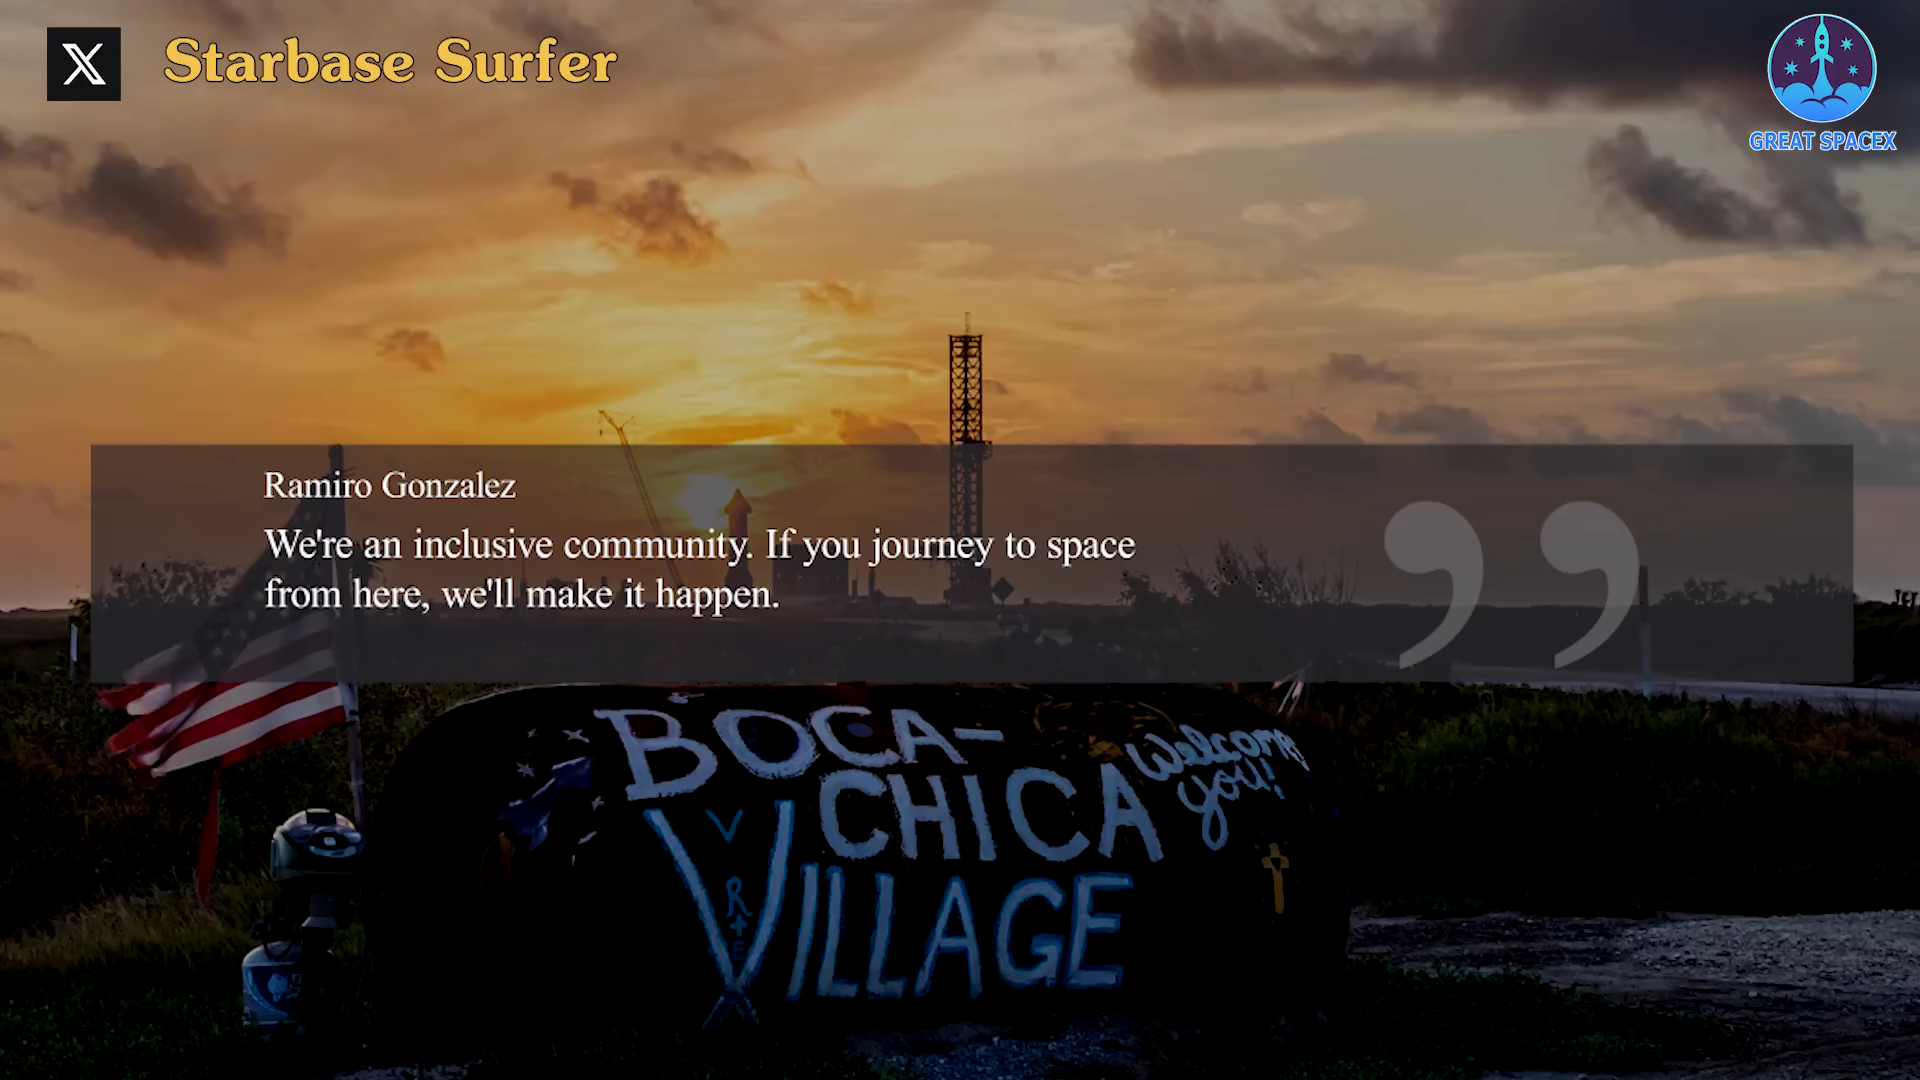 X
Starbase Surfer
GREAT SPACEX
Ramiro Gonzalez
We're an inclusive community. If you journey to space
from here, we'll make it happen.
BOCA-
CHICA
Welcome
you!
VILLAGE